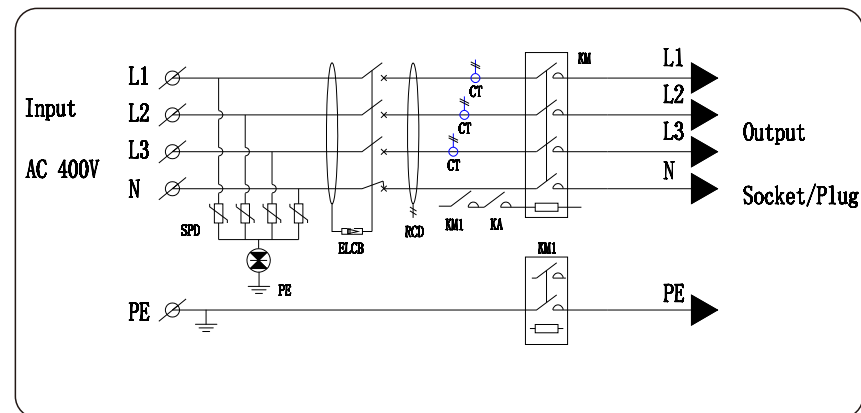 L1
KM
L1
L2
CT
L2
Input
CT
L3
L3
Output
AC 400V
CT
N
N
Socket/Plug
SPD
ELCB
RCD
KM1
KA
KM1
PE
PE
PE